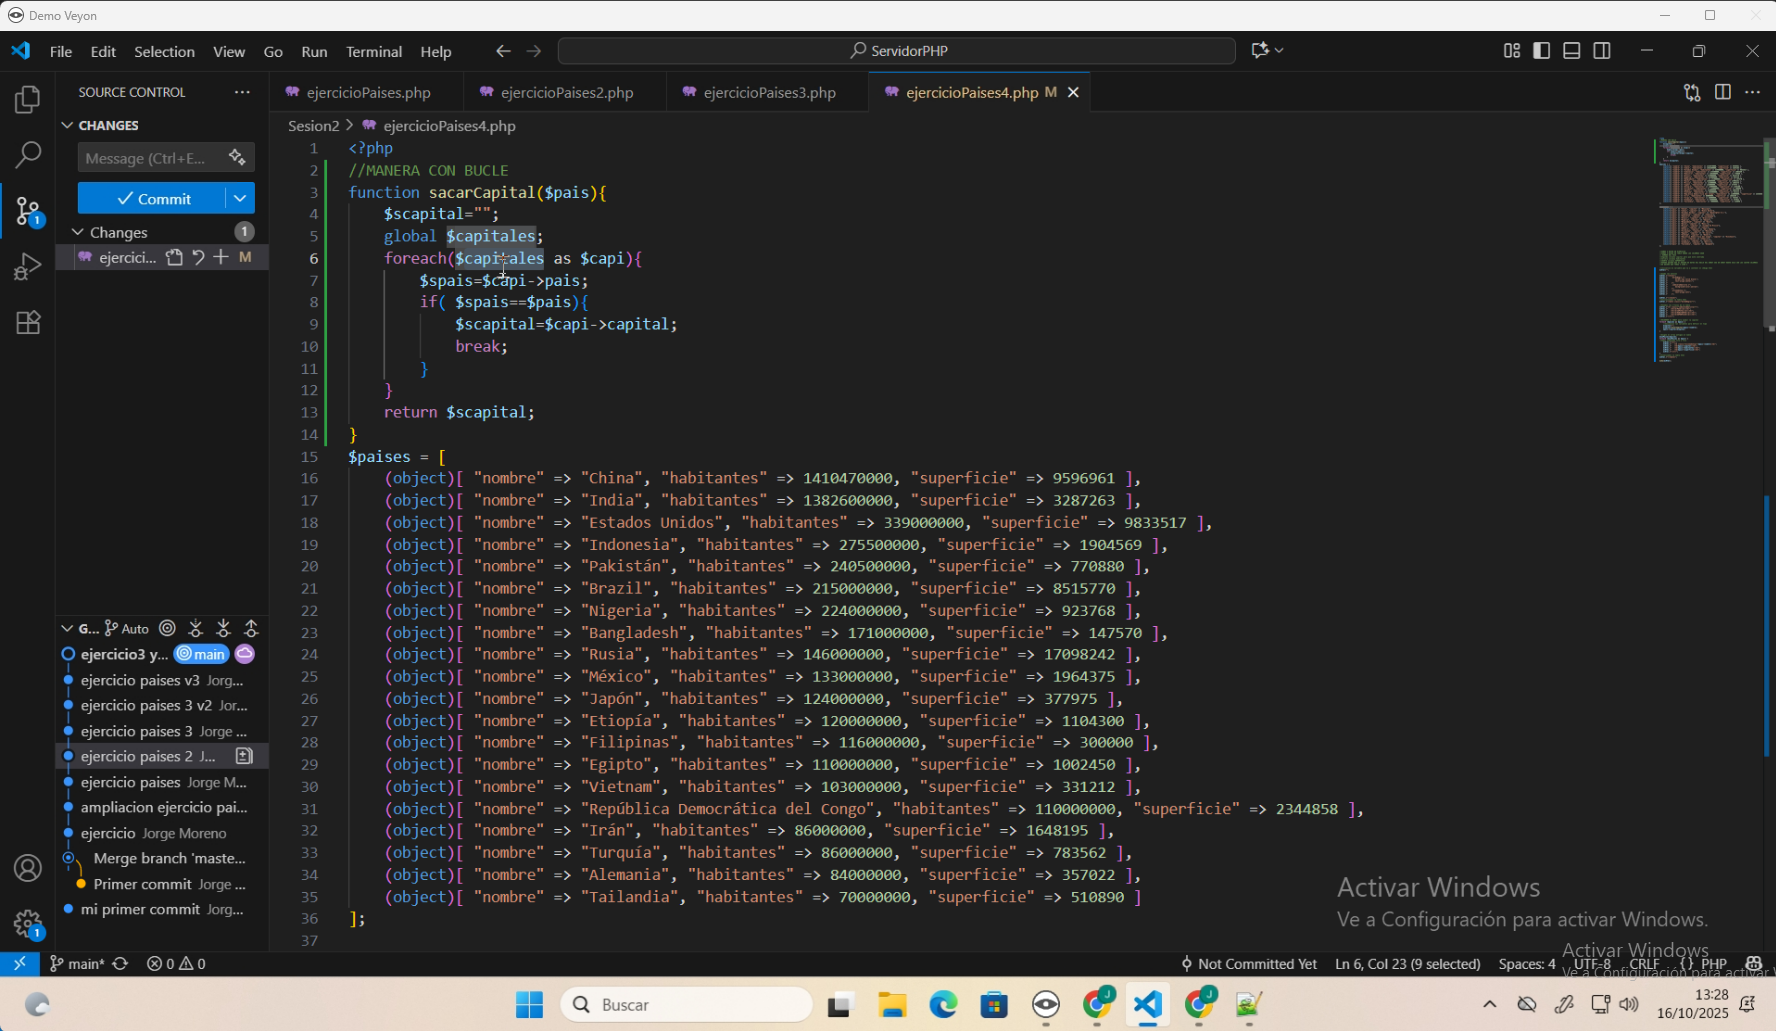 Demo Veyon
File Edit Selection View Go Run Terminal Help
ServidorPHP
SOURCE CONTROL
ejercicioPaises.php
ejercicioPaises2.php
ejercicioPaises3.php
ejercicioPaises4.php M
CHANGES
Message (Ctrl+E...
Commit
Changes 1
ejercici... M
Sesion2 > ejercicioPaises4.php
1 <?php
2 //MANERA CON BUCLE
3 function sacarCapital($pais){
4 $scapital="";
5 global $capitales;
6 foreach($capitales as $capi){
7 $spais=$capi->pais;
8 if( $spais==$pais){
9 $scapital=$capi->capital;
10 break;
11 }
12 }
13 return $scapital;
14 }
15 $paises = [
16 (object)[ "nombre" => "China", "habitantes" => 1410470000, "superficie" => 9596961 ],
17 (object)[ "nombre" => "India", "habitantes" => 1382600000, "superficie" => 3287263 ],
18 (object)[ "nombre" => "Estados Unidos", "habitantes" => 339000000, "superficie" => 9833517 ],
19 (object)[ "nombre" => "Indonesia", "habitantes" => 275500000, "superficie" => 1904569 ],
20 (object)[ "nombre" => "Pakistán", "habitantes" => 240500000, "superficie" => 770880 ],
21 (object)[ "nombre" => "Brazil", "habitantes" => 215000000, "superficie" => 8515770 ],
22 (object)[ "nombre" => "Nigeria", "habitantes" => 224000000, "superficie" => 923768 ],
23 (object)[ "nombre" => "Bangladesh", "habitantes" => 171000000, "superficie" => 147570 ],
24 (object)[ "nombre" => "Rusia", "habitantes" => 146000000, "superficie" => 17098242 ],
25 (object)[ "nombre" => "México", "habitantes" => 133000000, "superficie" => 1964375 ],
26 (object)[ "nombre" => "Japón", "habitantes" => 124000000, "superficie" => 377975 ],
27 (object)[ "nombre" => "Etiopía", "habitantes" => 120000000, "superficie" => 1104300 ],
28 (object)[ "nombre" => "Filipinas", "habitantes" => 116000000, "superficie" => 300000 ],
29 (object)[ "nombre" => "Egipto", "habitantes" => 110000000, "superficie" => 1002450 ],
30 (object)[ "nombre" => "Vietnam", "habitantes" => 103000000, "superficie" => 331212 ],
31 (object)[ "nombre" => "República Democrática del Congo", "habitantes" => 110000000, "superficie" => 2344858 ],
32 (object)[ "nombre" => "Irán", "habitantes" => 86000000, "superficie" => 1648195 ],
33 (object)[ "nombre" => "Turquía", "habitantes" => 86000000, "superficie" => 783562 ],
34 (object)[ "nombre" => "Alemania", "habitantes" => 84000000, "superficie" => 357022 ],
35 (object)[ "nombre" => "Tailandia", "habitantes" => 70000000, "superficie" => 510890 ]
36 ];
37
G... Auto
ejercicio3 y... main
ejercicio paises v3 Jorg...
ejercicio paises 3 v2 Jor...
ejercicio paises 3 Jorge ...
ejercicio paises 2 J...
ejercicio paises Jorge M...
ampliacion ejercicio pai...
ejercicio Jorge Moreno
Merge branch 'maste...
Primer commit Jorge ...
mi primer commit Jorg...
1
1
Activar Windows
Ve a Configuración para activar Windows.
Activar Windows
Ve a Configuración para activar
main* 0 0
Not Committed Yet Ln 6, Col 23 (9 selected) Spaces: 4 UTF-8 CRLF {} PHP
Buscar
J
J
13:28
16/10/2025